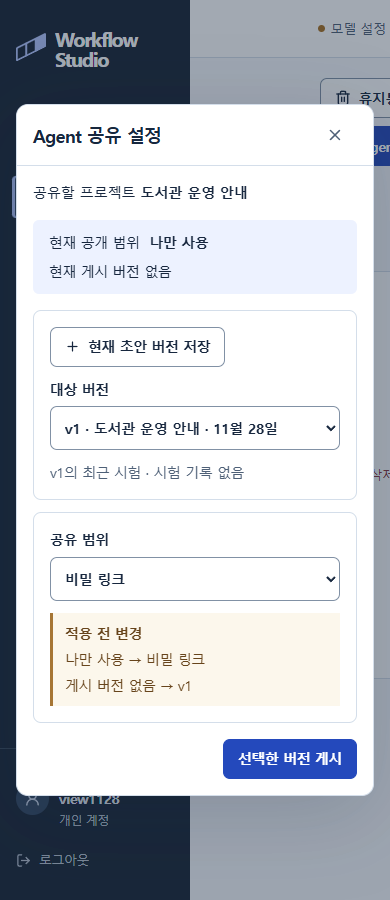 Workflow
Studio
모델 설정
휴지통
Agent 공유 설정
공유할 프로젝트 도서관 운영 안내
현재 공개 범위 나만 사용
현재 게시 버전 없음
+ 현재 초안 버전 저장
대상 버전
v1 · 도서관 운영 안내 · 11월 28일
v1의 최근 시험 · 시험 기록 없음
삭제
공유 범위
비밀 링크
적용 전 변경
나만 사용 → 비밀 링크
게시 버전 없음 → v1
선택한 버전 게시
view1128
개인 계정
로그아웃